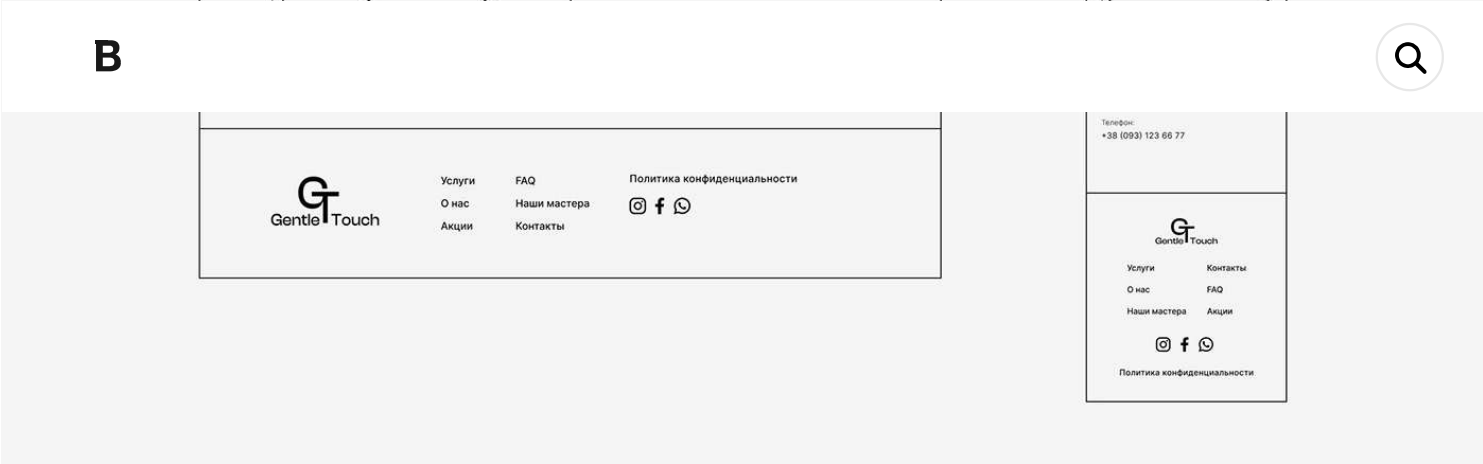 B
Gentle Touch
Услуги
О нас
Акции
FAQ
Наши мастера
Контакты
Политика конфиденциальности
Телефон:
+38 (093) 123 66 77
Gentle Touch
Услуги
О нас
Наши мастера
Контакты
FAQ
Акции
Политика конфиденциальности